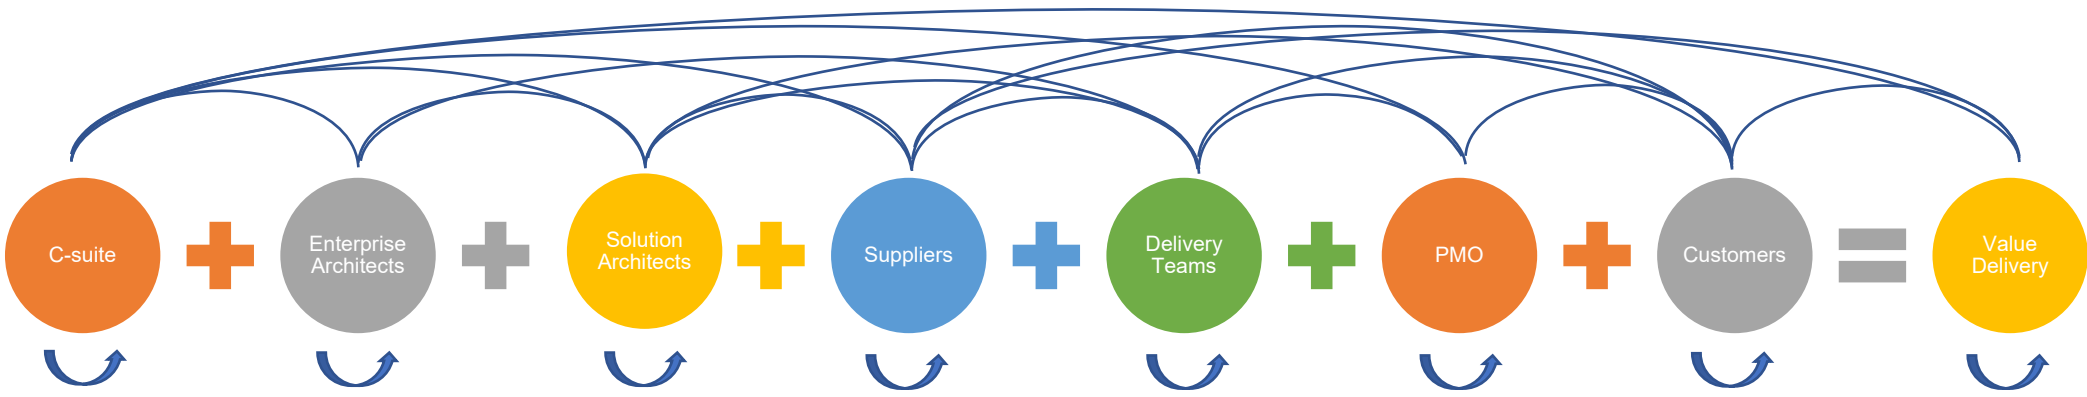 C-suite
Enterprise
Architects
Solution
Architects
Suppliers
Delivery
Teams
PMO
Customers
Value
Delivery